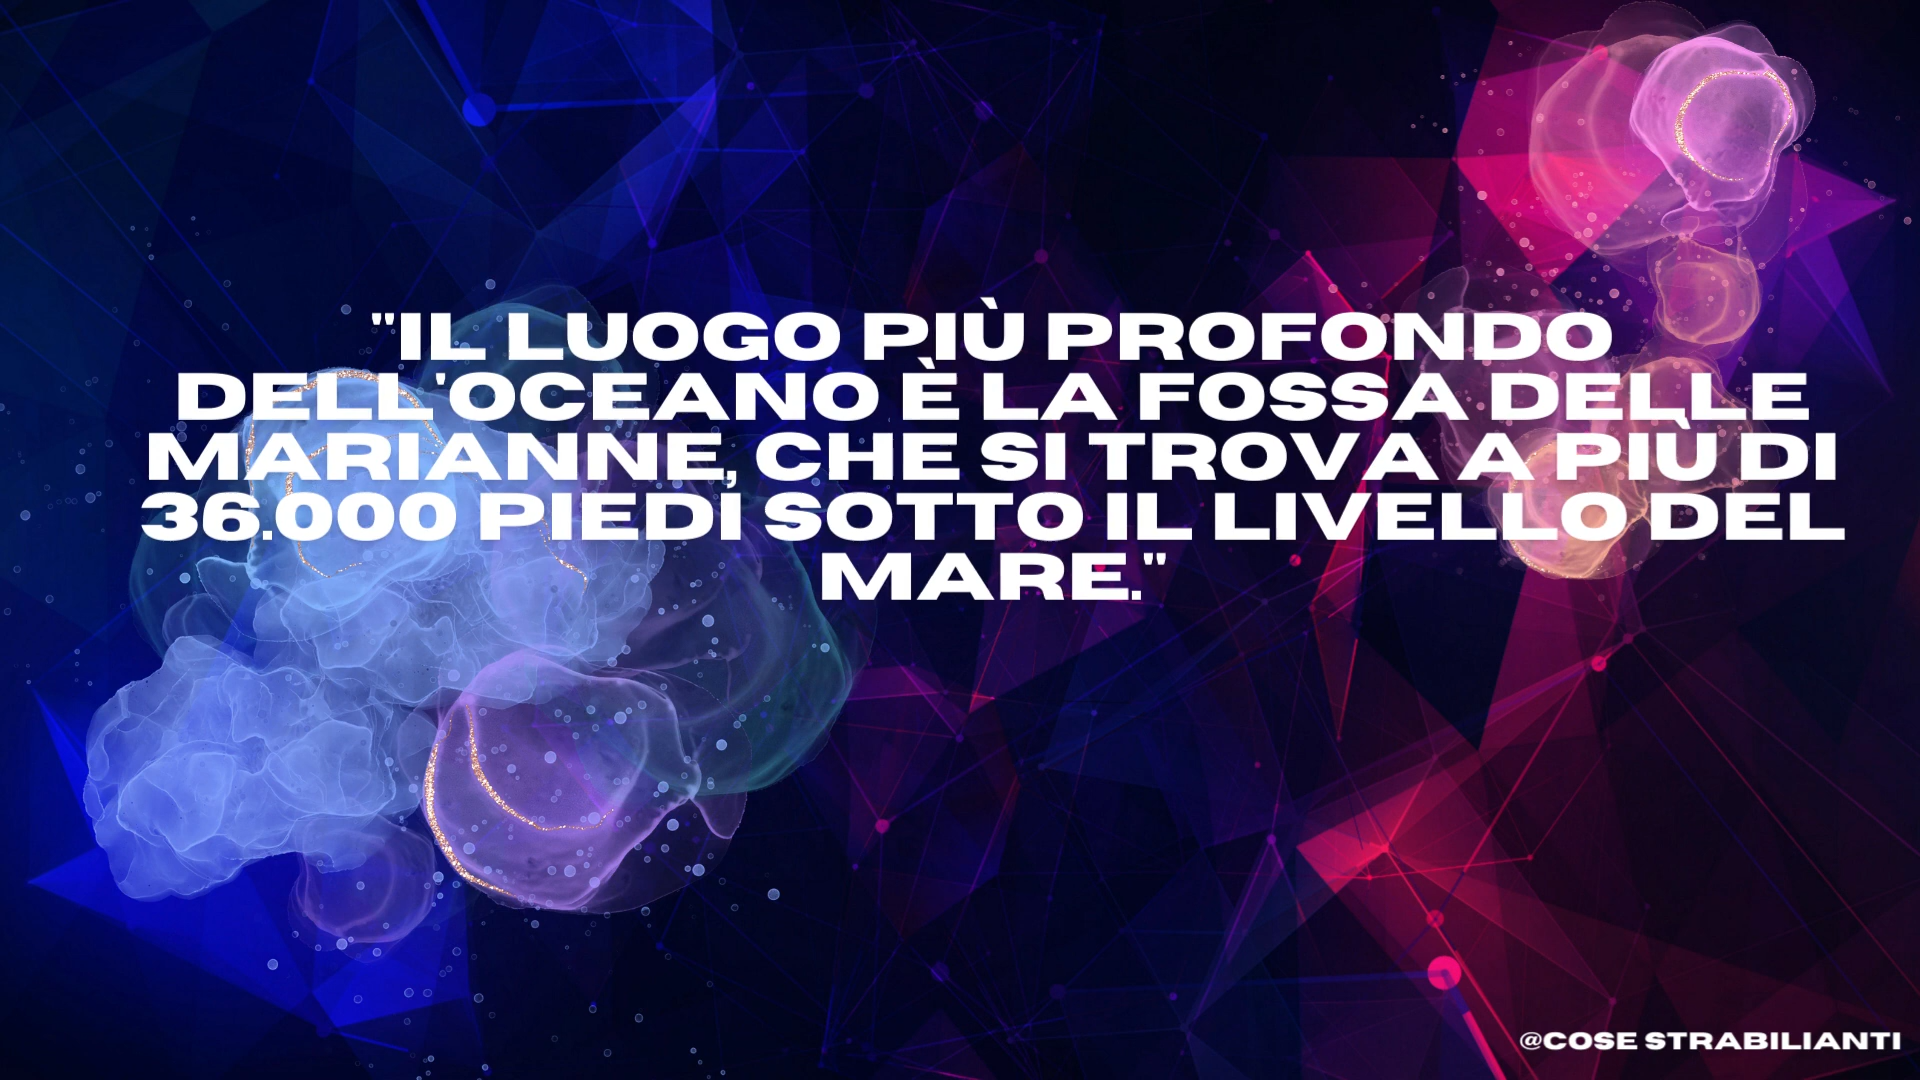 "IL LUOGO PIÙ PROFONDO
DELL'OCEANO È LA FOSSA DELLE
MARIANNE, CHE SI TROVA A PIÙ DI
36.000 PIEDI SOTTO IL LIVELLO DEL
MARE."
@COSE STRABILIANTI